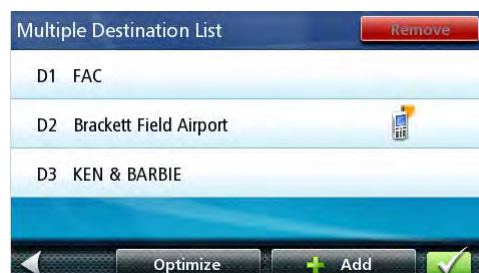 Multiple Destination List Remove
D1 FAC
D2 Brackett Field Airport
D3 KEN & BARBIE
Optimize Add